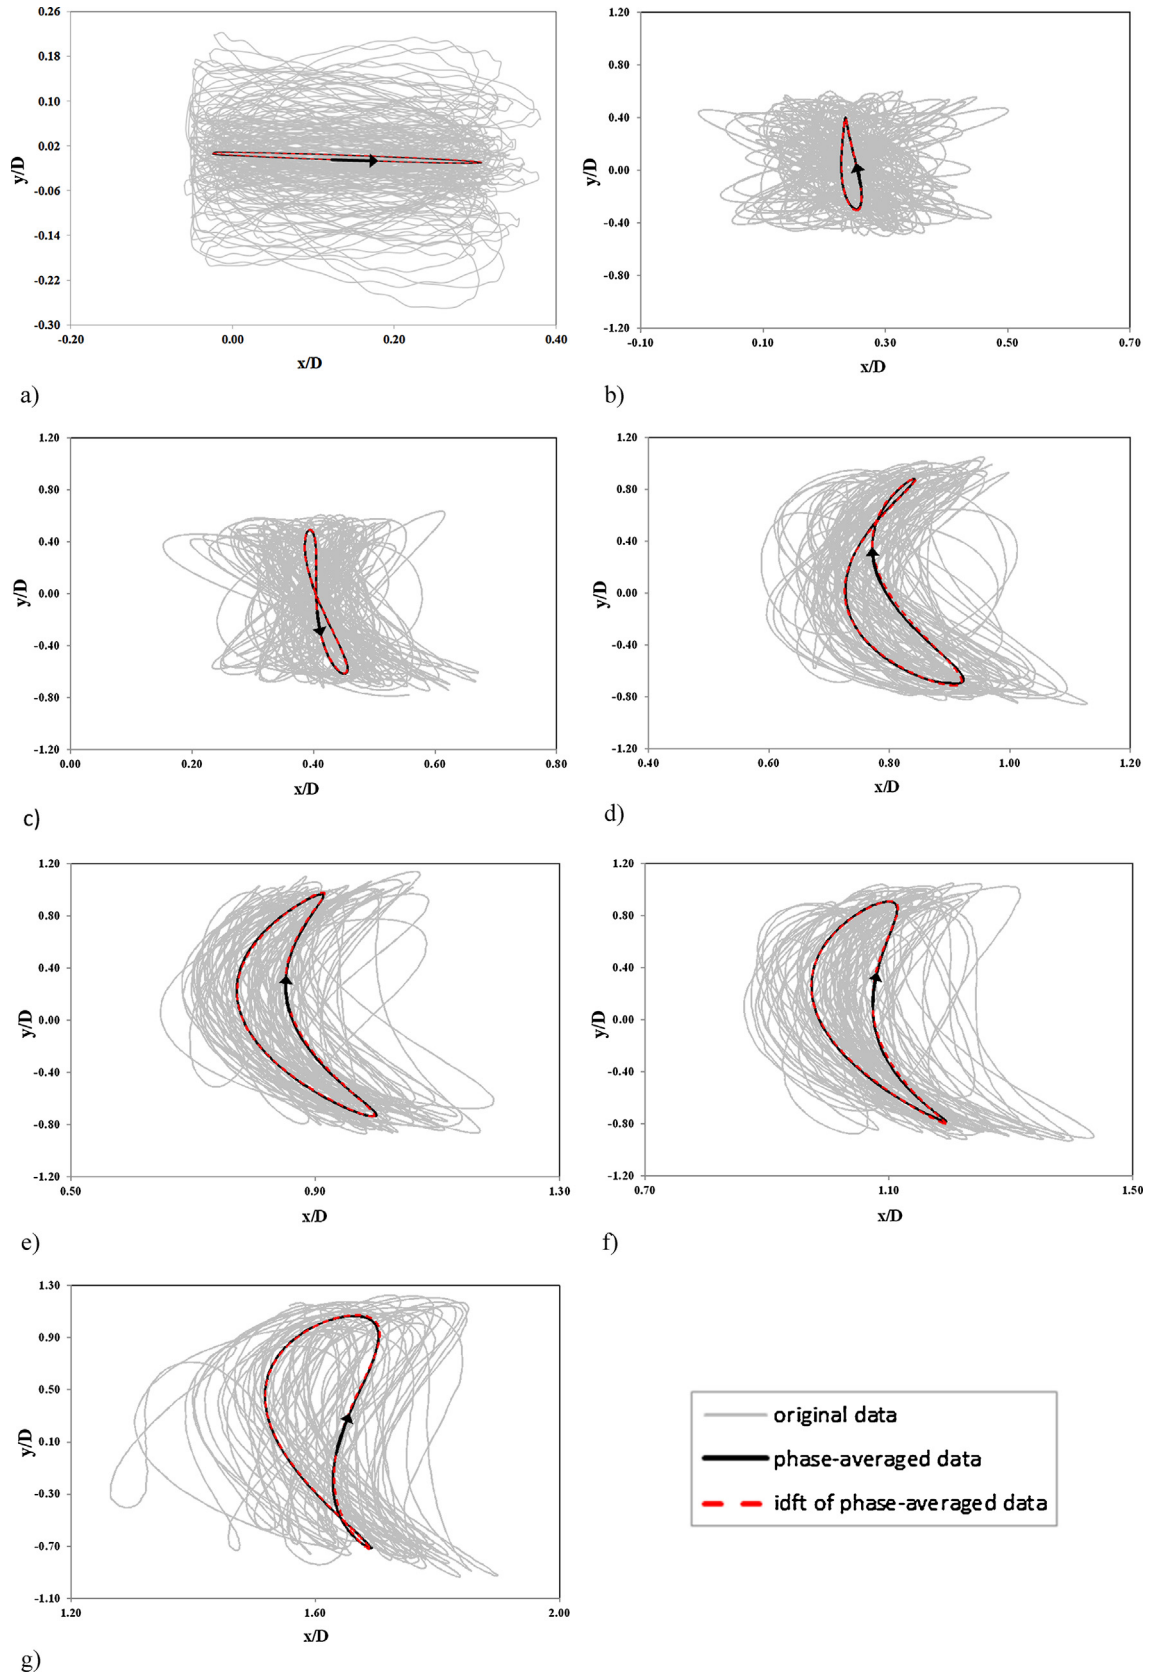 0.26
0.18
0.10
0.02
-0.06
-0.14
-0.22
-0.30
y/D
-0.20 0.00 0.20 0.40
x/D
a)
1.20
0.80
0.40
0.00
-0.40
-0.80
-1.20
y/D
-0.10 0.10 0.30 0.50 0.70
x/D
b)
1.20
0.80
0.40
0.00
-0.40
-0.80
-1.20
y/D
0.00 0.20 0.40 0.60 0.80
x/D
c)
1.20
0.80
0.40
0.00
-0.40
-0.80
-1.20
y/D
0.40 0.60 0.80 1.00 1.20
x/D
d)
1.20
0.80
0.40
0.00
-0.40
-0.80
-1.20
y/D
0.50 0.90 1.30
x/D
e)
1.20
0.80
0.40
0.00
-0.40
-0.80
-1.20
y/D
0.70 1.10 1.50
x/D
f)
1.30
0.90
0.50
0.10
-0.30
-0.70
-1.10
y/D
1.20 1.60 2.00
x/D
g)
original data
phase-averaged data
idft of phase-averaged data